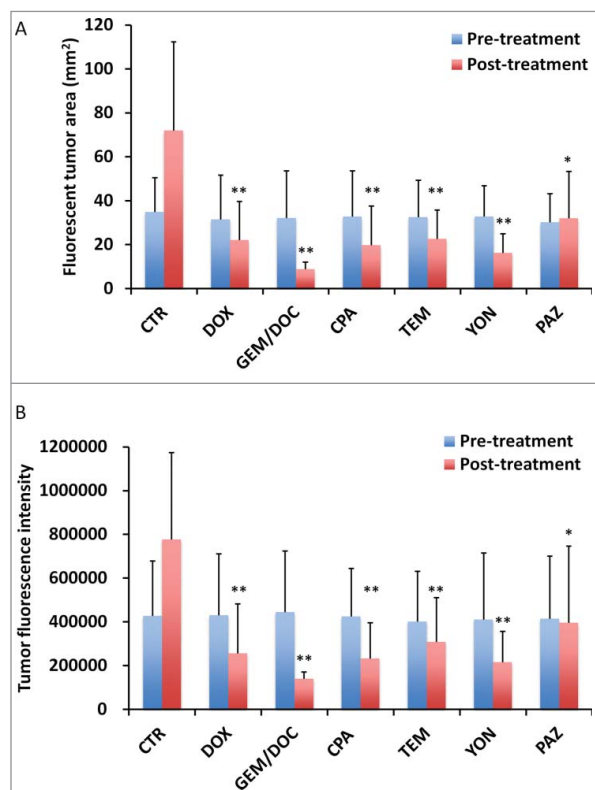 A
Fluorescent tumor area (mm²)
120
100
80
60
40
20
0
Pre-treatment
Post-treatment
**
**
**
**
**
*
CTR
DOX
GEM/DOC
CPA
TEM
YON
PAZ
B
Tumor fluorescence intensity
1200000
1000000
800000
600000
400000
200000
0
Pre-treatment
Post-treatment
**
**
**
**
**
*
CTR
DOX
GEM/DOC
CPA
TEM
YON
PAZ